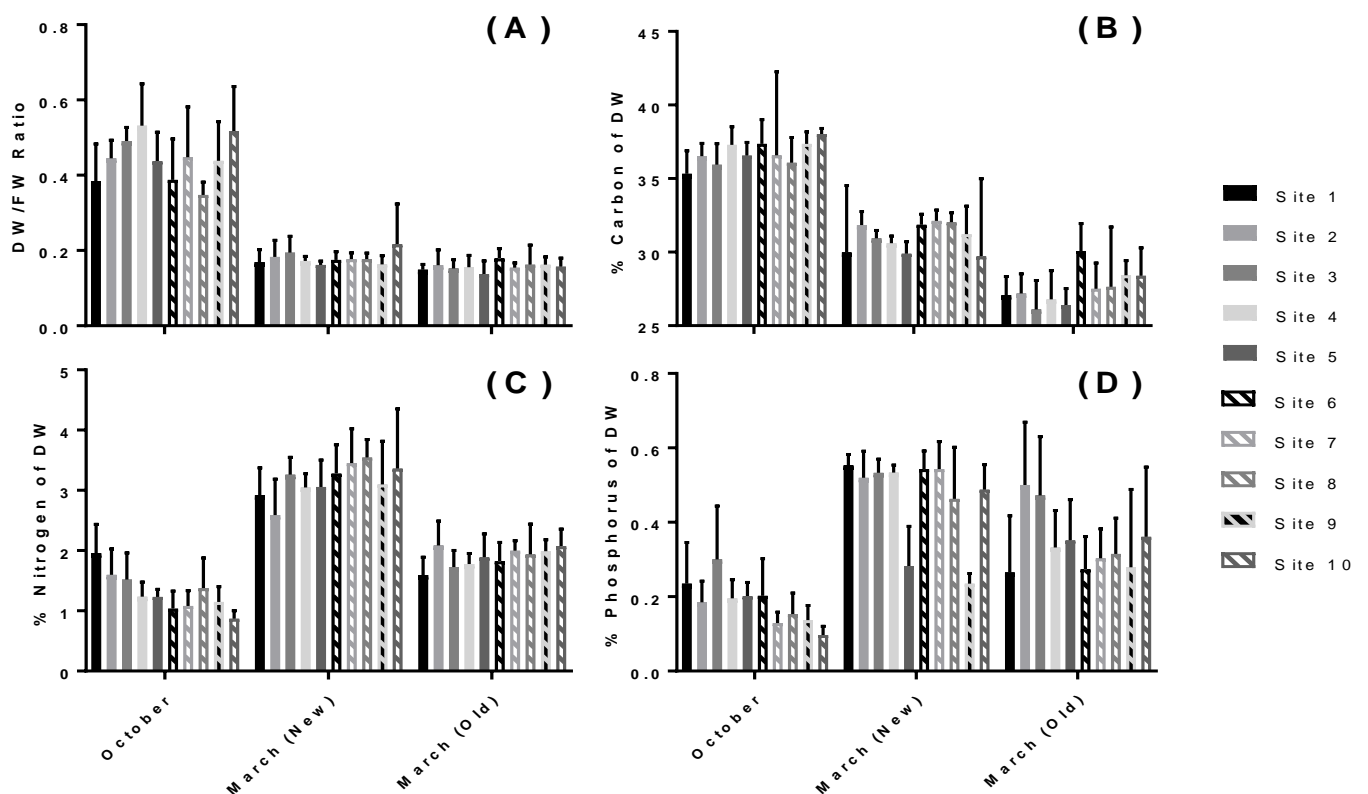 (A)
DW/FW Ratio
0.8
0.6
0.4
0.2
0.0
(B)
% Carbon of DW
45
40
35
30
25
(C)
% Nitrogen of DW
5
4
3
2
1
0
October
March (New)
March (Old)
(D)
% Phosphorus of DW
0.8
0.6
0.4
0.2
0.0
October
March (New)
March (Old)
Site 1
Site 2
Site 3
Site 4
Site 5
Site 6
Site 7
Site 8
Site 9
Site 10